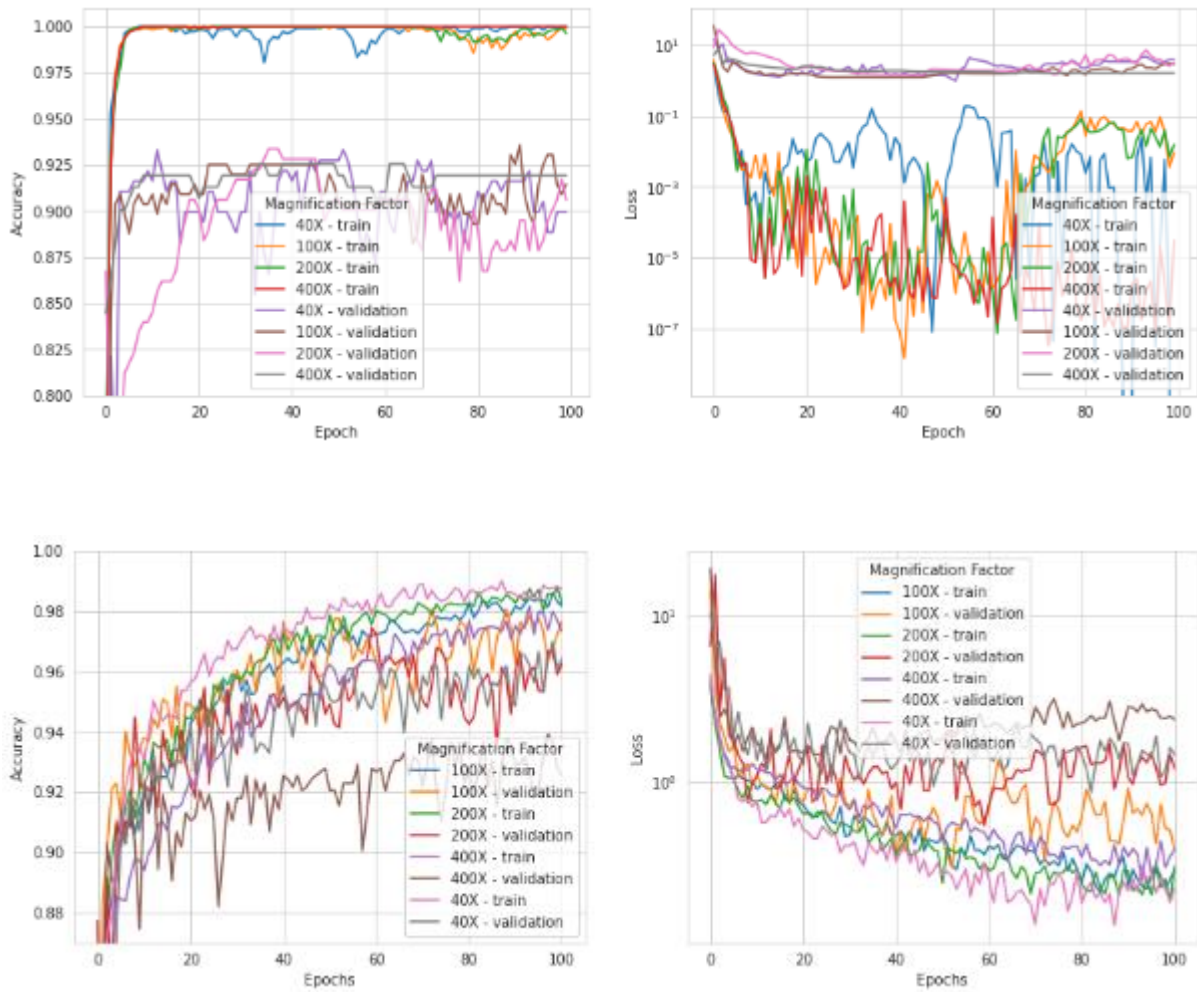 1.000
0.975
0.950
0.925
0.900
0.875
0.850
0.825
0.800
Accuracy
Magnification Factor
40X - train
100X - train
200X - train
400X - train
40X - validation
100X - validation
200X - validation
400X - validation
0 20 40 60 80 100
Epoch
10^1
10^-1
10^-3
10^-5
10^-7
Loss
Magnification Factor
40X - train
100X - train
200X - train
400X - train
40X - validation
100X - validation
200X - validation
400X - validation
0 20 40 60 80 100
Epoch
1.00
0.98
0.96
0.94
0.92
0.90
0.88
Accuracy
Magnification Factor
100X - train
100X - validation
200X - train
200X - validation
400X - train
400X - validation
40X - train
40X - validation
0 20 40 60 80 100
Epochs
10^1
10^0
Loss
Magnification Factor
100X - train
100X - validation
200X - train
200X - validation
400X - train
400X - validation
40X - train
40X - validation
0 20 40 60 80 100
Epochs